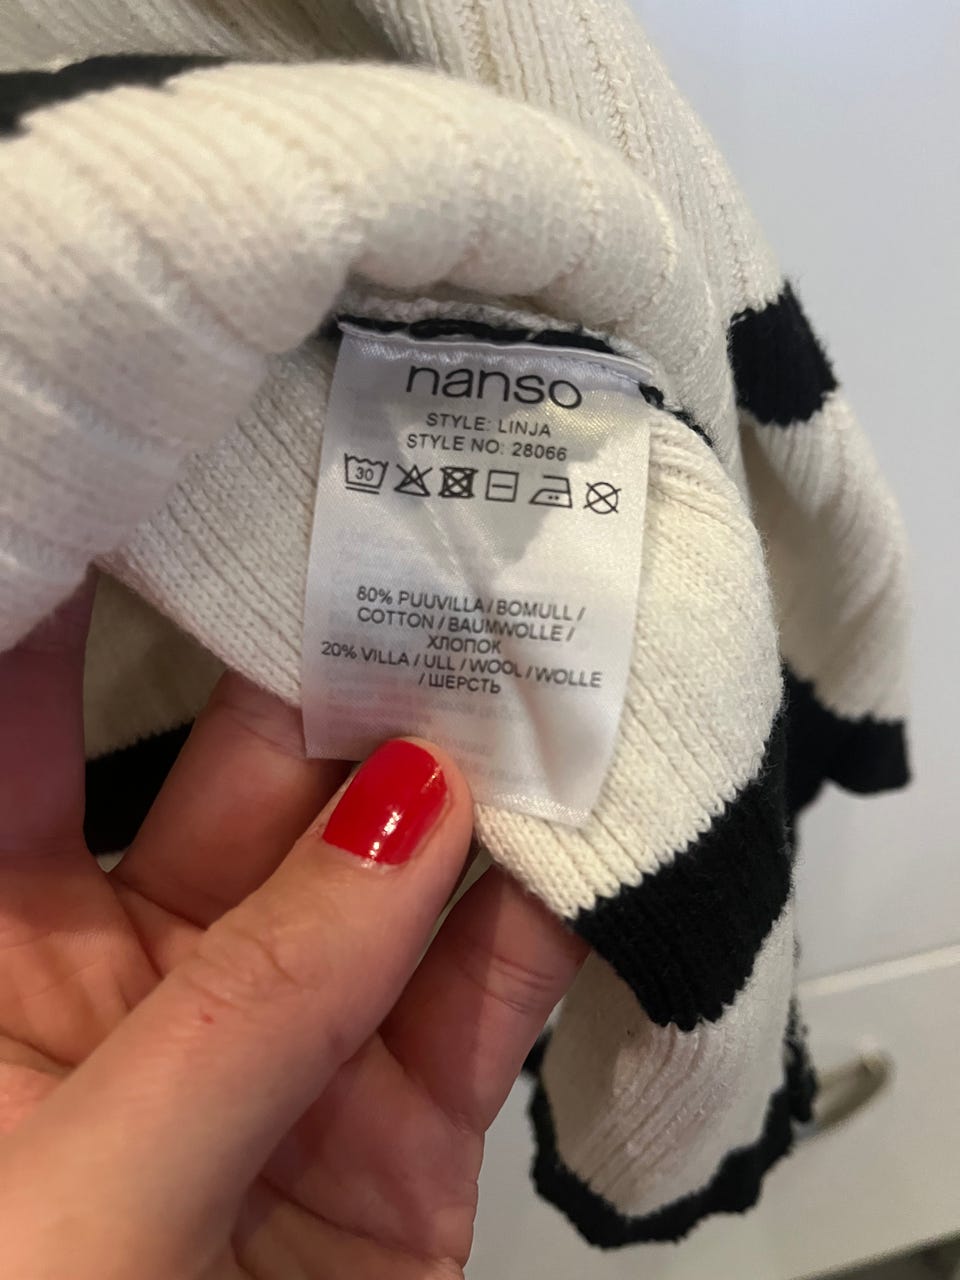 nanso
STYLE: LINJA
STYLE NO: 28066
30
80% PUUVILLA / BOMULL /
COTTON / BAUMWOLLE /
ХЛОПОК
20% VILLA / ULL / WOOL / WOLLE
/ ШЕРСТЬ